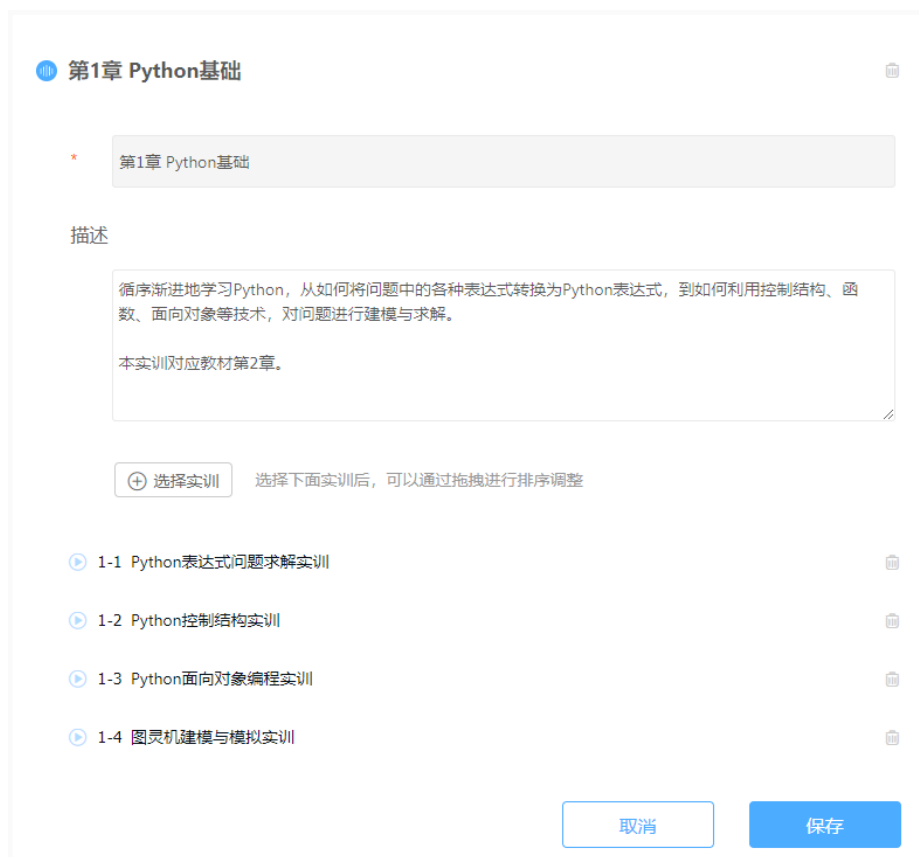 第1章 Python基础
* 第1章 Python基础
描述
循序渐进地学习Python，从如何将问题中的各种表达式转换为Python表达式，到如何利用控制结构、函
数、面向对象等技术，对问题进行建模与求解。
本实训对应教材第2章。
选择实训 选择下面实训后，可以通过拖拽进行排序调整
1-1 Python表达式问题求解实训
1-2 Python控制结构实训
1-3 Python面向对象编程实训
1-4 图灵机建模与模拟实训
取消 保存